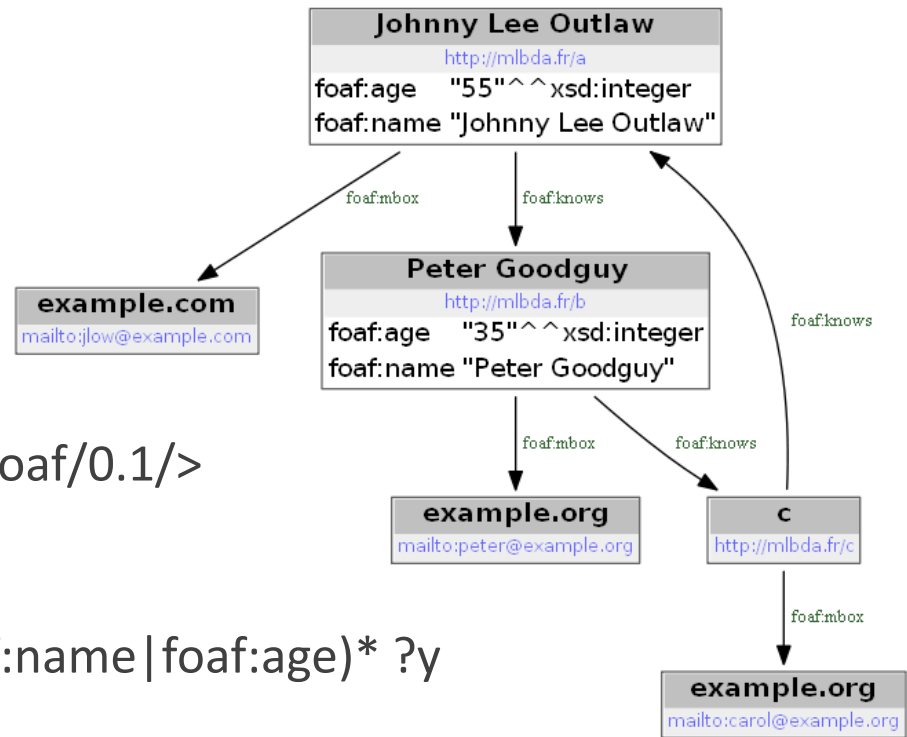 Johnny Lee Outlaw
http://mlbda.fr/a
foaf:age "55"^^xsd:integer
foaf:name "Johnny Lee Outlaw"
foaf:mbox
foaf:knows
Peter Goodguy
http://mlbda.fr/b
foaf:age "35"^^xsd:integer
foaf:name "Peter Goodguy"
example.com
mailto:jlow@example.com
foaf:knows
oaf/0.1/>
foaf:mbox
foaf:knows
example.org
mailto:peter@example.org
c
http://mlbda.fr/c
foaf:mbox
:name|foaf:age)* ?y
example.org
mailto:carol@example.org